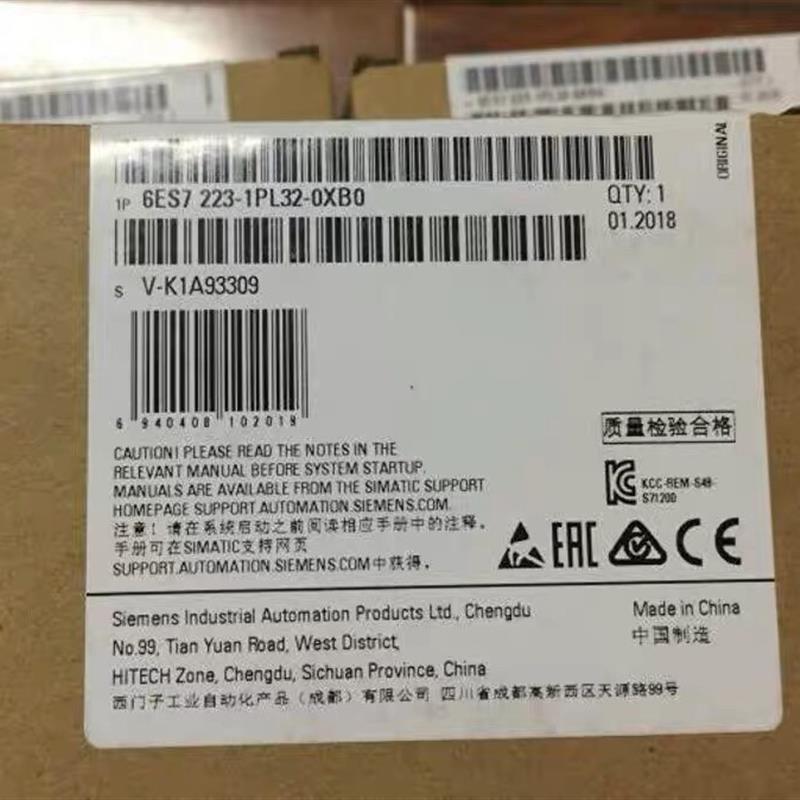 ORIGINAL
1P 6ES7 223-1PL32-0XB0
QTY: 1
01.2018
S V-K1A93309
6 940408 102019
CAUTION! PLEASE READ THE NOTES IN THE
RELEVANT MANUAL BEFORE SYSTEM STARTUP.
MANUALS ARE AVAILABLE FROM THE SIMATIC SUPPORT
HOMEPAGE SUPPORT.AUTOMATION.SIEMENS.COM.
注意！请在系统启动之前阅读相应手册中的注释。
手册可在SIMATIC支持网页
SUPPORT.AUTOMATION.SIEMENS.COM中获得。
质量检验合格
KCC-REM-S49-
S71200
EAC CE
Siemens Industrial Automation Products Ltd., Chengdu
No.99, Tian Yuan Road, West District,
HITECH Zone, Chengdu, Sichuan Province, China
Made in China
中国制造
西门子工业自动化产品（成都）有限公司 四川省成都高新西区天源路99号